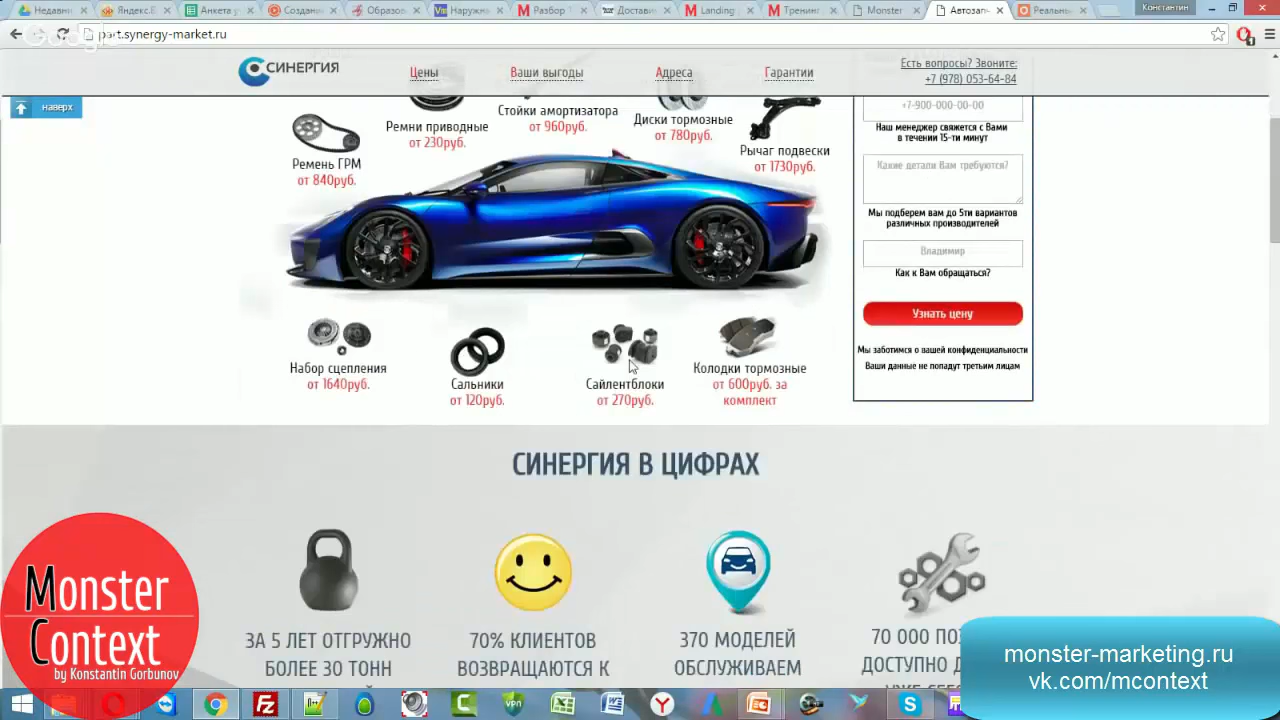 Недавни
Яндекс.Е
Анкета у
Создани
Образов
Наружн
Разбор 1
Достави
Landing
Тренинг
Monster
Автозап
Реальны
Константин
part.synergy-market.ru
СИНЕРГИЯ
Цены
Ваши выгоды
Адреса
Гарантии
Есть вопросы? Звоните:
+7 (978) 053-64-84
наверх
Ремень ГРМ
от 840руб.
Ремни приводные
от 230руб.
Стойки амортизатора
от 960руб.
Диски тормозные
от 780руб.
Рычаг подвески
от 1730руб.
Набор сцепления
от 1640руб.
Сальники
от 120руб.
Сайлентблоки
от 270руб.
Колодки тормозные
от 600руб. за
комплект
+7-900-000-00-00
Наш менеджер свяжется с Вами
в течении 15-ти минут
Какие детали Вам требуются?
Мы подберем вам до 5ти вариантов
различных производителей
Владимир
Как к Вам обращаться?
Узнать цену
Мы заботимся о вашей конфиденциальности
Ваши данные не попадут третьим лицам
СИНЕРГИЯ В ЦИФРАХ
ЗА 5 ЛЕТ ОТГРУЖНО
БОЛЕЕ 30 ТОНН
70% КЛИЕНТОВ
ВОЗВРАЩАЮТСЯ К
370 МОДЕЛЕЙ
ОБСЛУЖИВАЕМ
70 000 ПОЗ
ДОСТУПНО Д
Monster
Context
by Konstantin Gorbunov
monster-marketing.ru
vk.com/mcontext